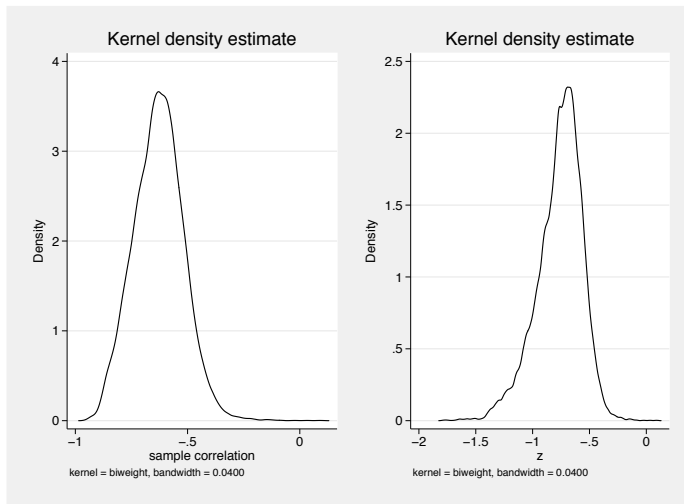 Kernel density estimate
4
3
2
1
0
Density
−1
−.5
0
sample correlation
kernel = biweight, bandwidth = 0.0400
Kernel density estimate
2.5
2
1.5
1
.5
0
Density
−2
−1.5
−1
−.5
0
z
kernel = biweight, bandwidth = 0.0400